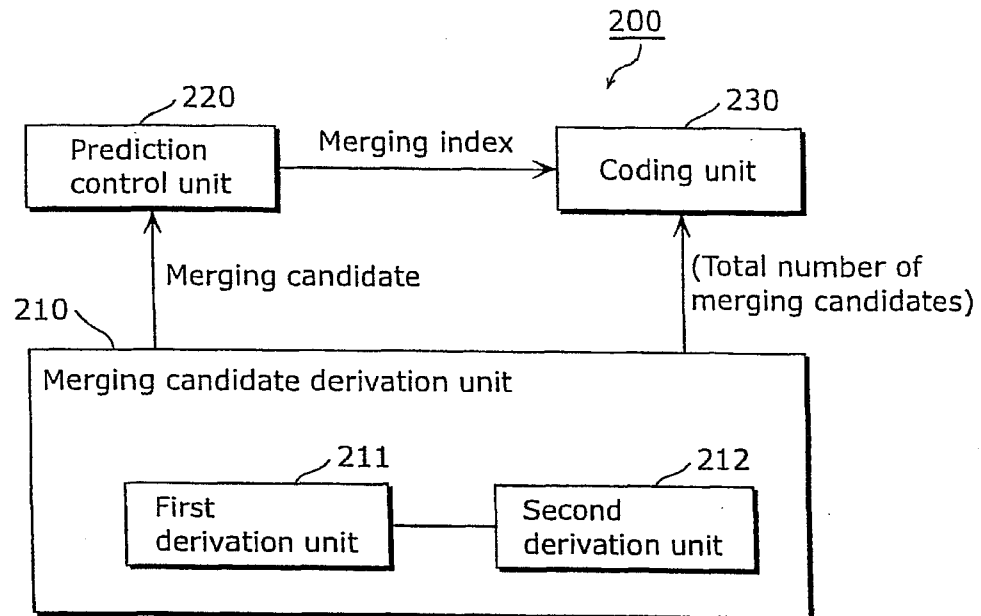 200
220
230
Prediction
control unit
Merging index
Coding unit
Merging candidate
(Total number of
merging candidates)
210
Merging candidate derivation unit
211
212
First
derivation unit
Second
derivation unit